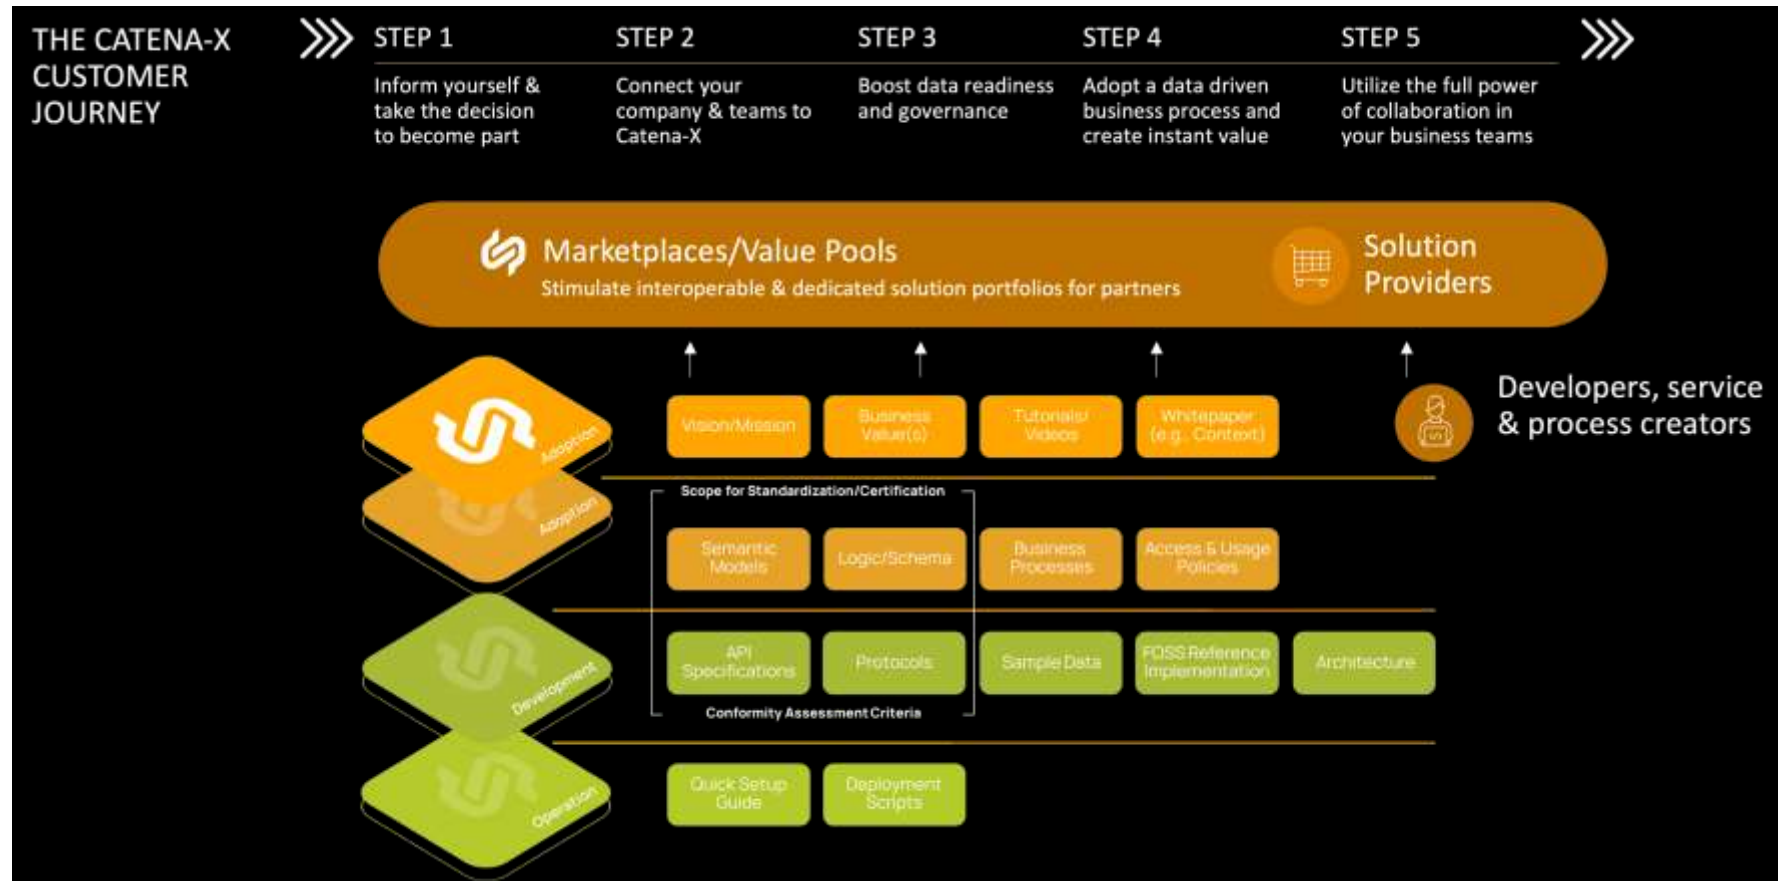 THE CATENA-X
CUSTOMER
JOURNEY
STEP 1
Inform yourself &
take the decision
to become part
STEP 2
Connect your
company & teams to
Catena-X
STEP 3
Boost data readiness
and governance
STEP 4
Adopt a data driven
business process and
create instant value
STEP 5
Utilize the full power
of collaboration in
your business teams
Marketplaces/Value Pools
Stimulate interoperable & dedicated solution portfolios for partners
Solution
Providers
Developers, service
& process creators
Adoption
Vision/Mission
Business
Value(s)
Tutorials/
Videos
Whitepaper
(e.g., Context)
Scope for Standardization/Certification
Adoption
Semantic
Models
Logic/Schema
Business
Processes
Access & Usage
Policies
Development
API
Specifications
Protocols
Sample Data
FOSS Reference
Implementation
Architecture
Conformity Assessment Criteria
Operation
Quick Setup
Guide
Deployment
Scripts